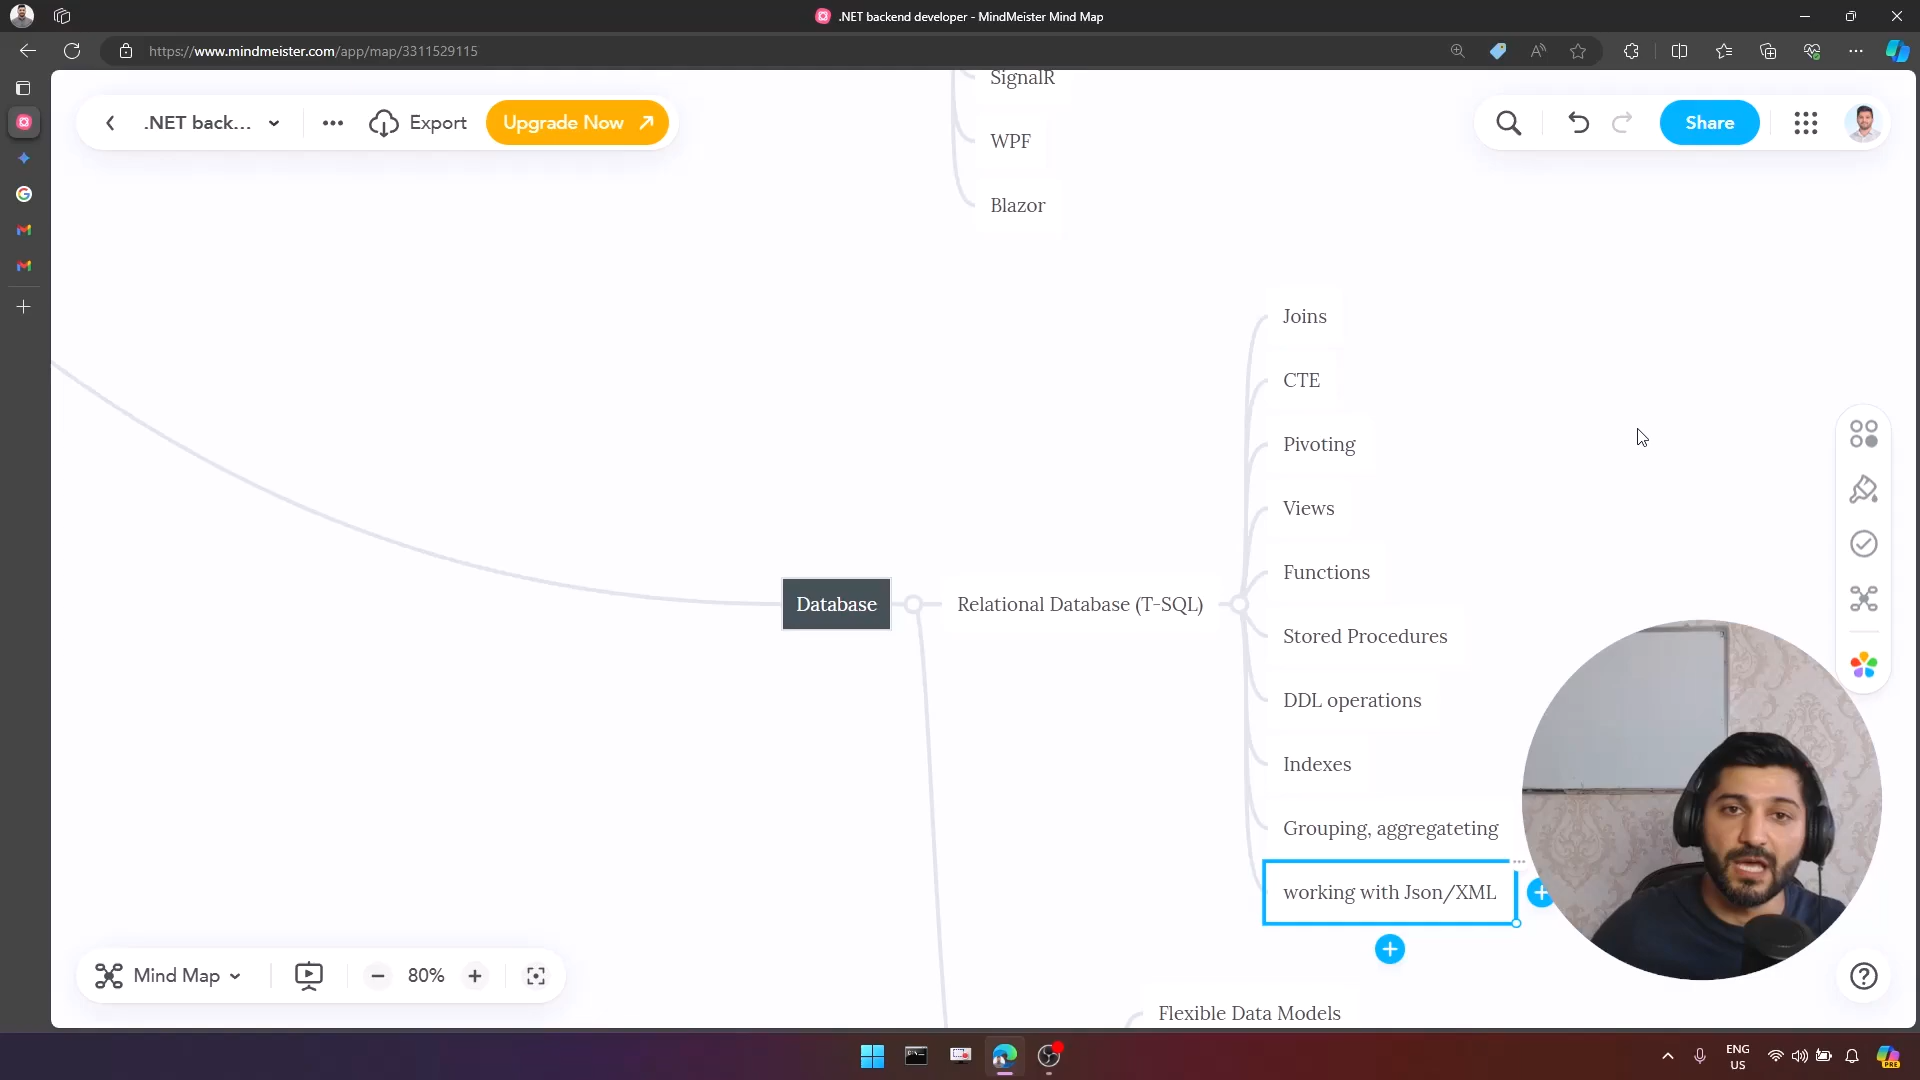 .NET backend developer - MindMeister Mind Map
https://www.mindmeister.com/app/map/3311529115
SignalR
.NET back...
Export
Upgrade Now
Share
WPF
Blazor
Joins
CTE
Pivoting
Views
Functions
Database
Relational Database (T-SQL)
Stored Procedures
DDL operations
Indexes
Grouping, aggregateting
working with Json/XML
Mind Map
80%
Flexible Data Models
ENG
US
PRE